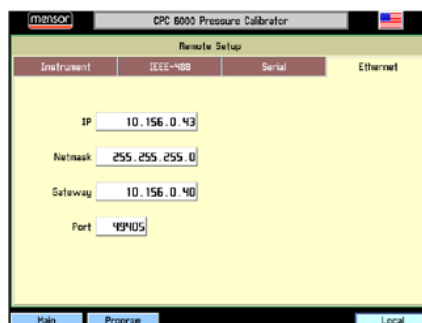 mensor CPC 6000 Pressure Calibrator
Remote Setup
Instrument IEEE-488 Serial Ethernet
IP 10.156.0.43
Netmask 255.255.255.0
Gateway 10.156.0.40
Port 49405
Main Program Local